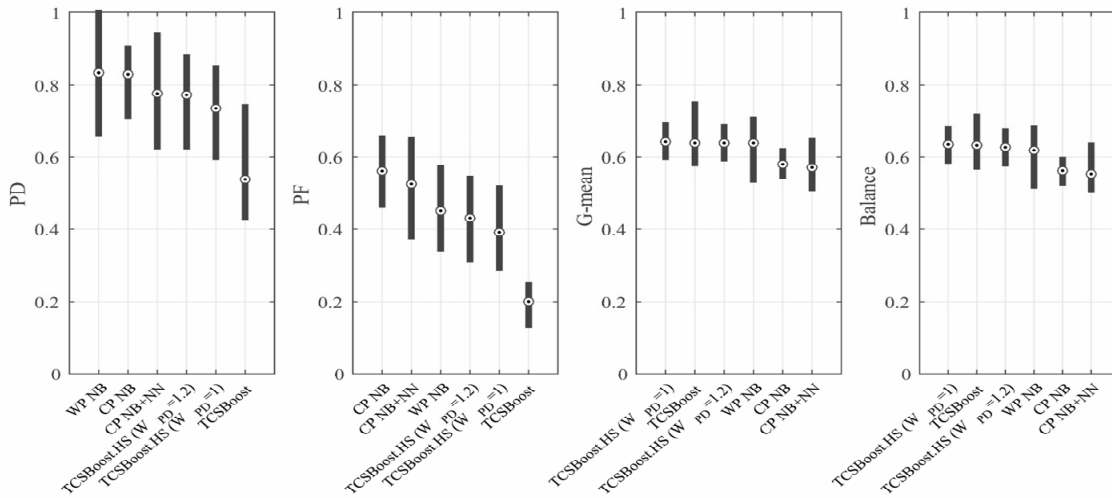 PD
1
0.8
0.6
0.4
0.2
0
WP NB
CP NB
CP NB+NN
TCSBoost.HS (W PD=1.2)
TCSBoost.HS (W PD=1)
TCSBoost
PF
1
0.8
0.6
0.4
0.2
0
CP NB
CP NB+NN
WP NB
TCSBoost.HS (W PD=1.2)
TCSBoost.HS (W PD=1)
TCSBoost
G-mean
1
0.8
0.6
0.4
0.2
0
TCSBoost.HS (W PD=1)
TCSBoost
TCSBoost.HS (W PD=1.2)
WP NB
CP NB
CP NB+NN
Balance
1
0.8
0.6
0.4
0.2
0
TCSBoost.HS (W PD=1)
TCSBoost
TCSBoost.HS (W PD=1.2)
WP NB
CP NB
CP NB+NN